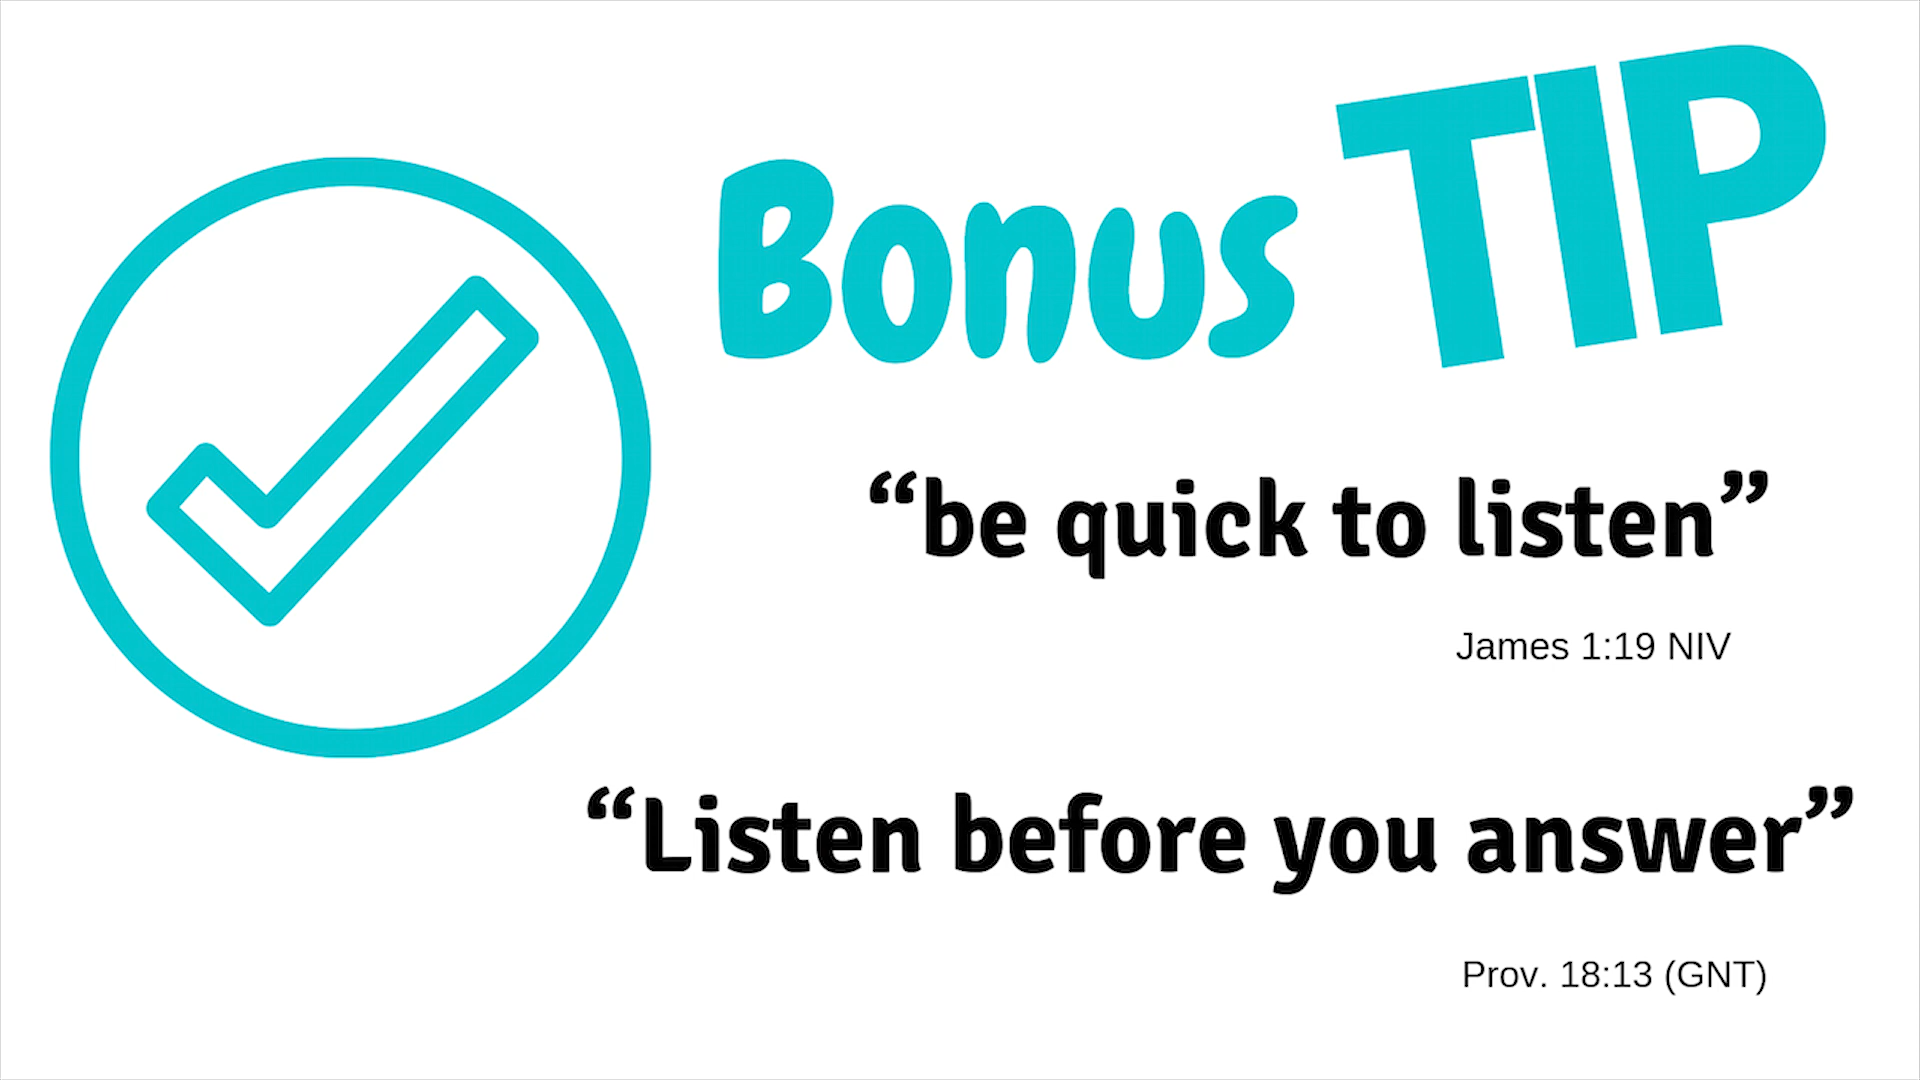 Bonus TIP
“be quick to listen”
James 1:19 NIV
“Listen before you answer”
Prov. 18:13 (GNT)